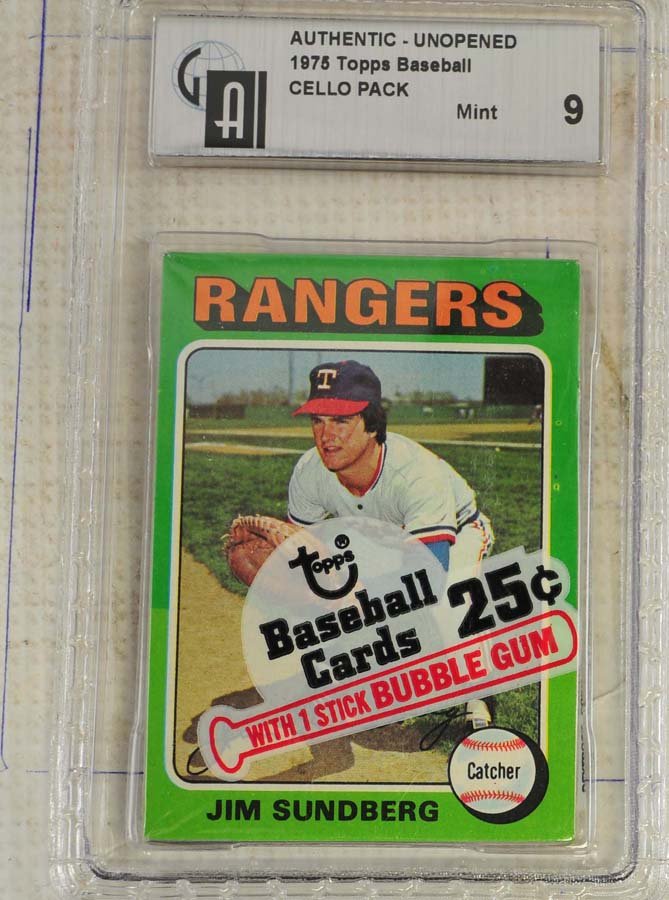 AUTHENTIC - UNOPENED
1975 Topps Baseball
CELLO PACK
Mint 9
GA
RANGERS
T
Topps®
Baseball
Cards 25¢
WITH 1 STICK BUBBLE GUM
Catcher
JIM SUNDBERG